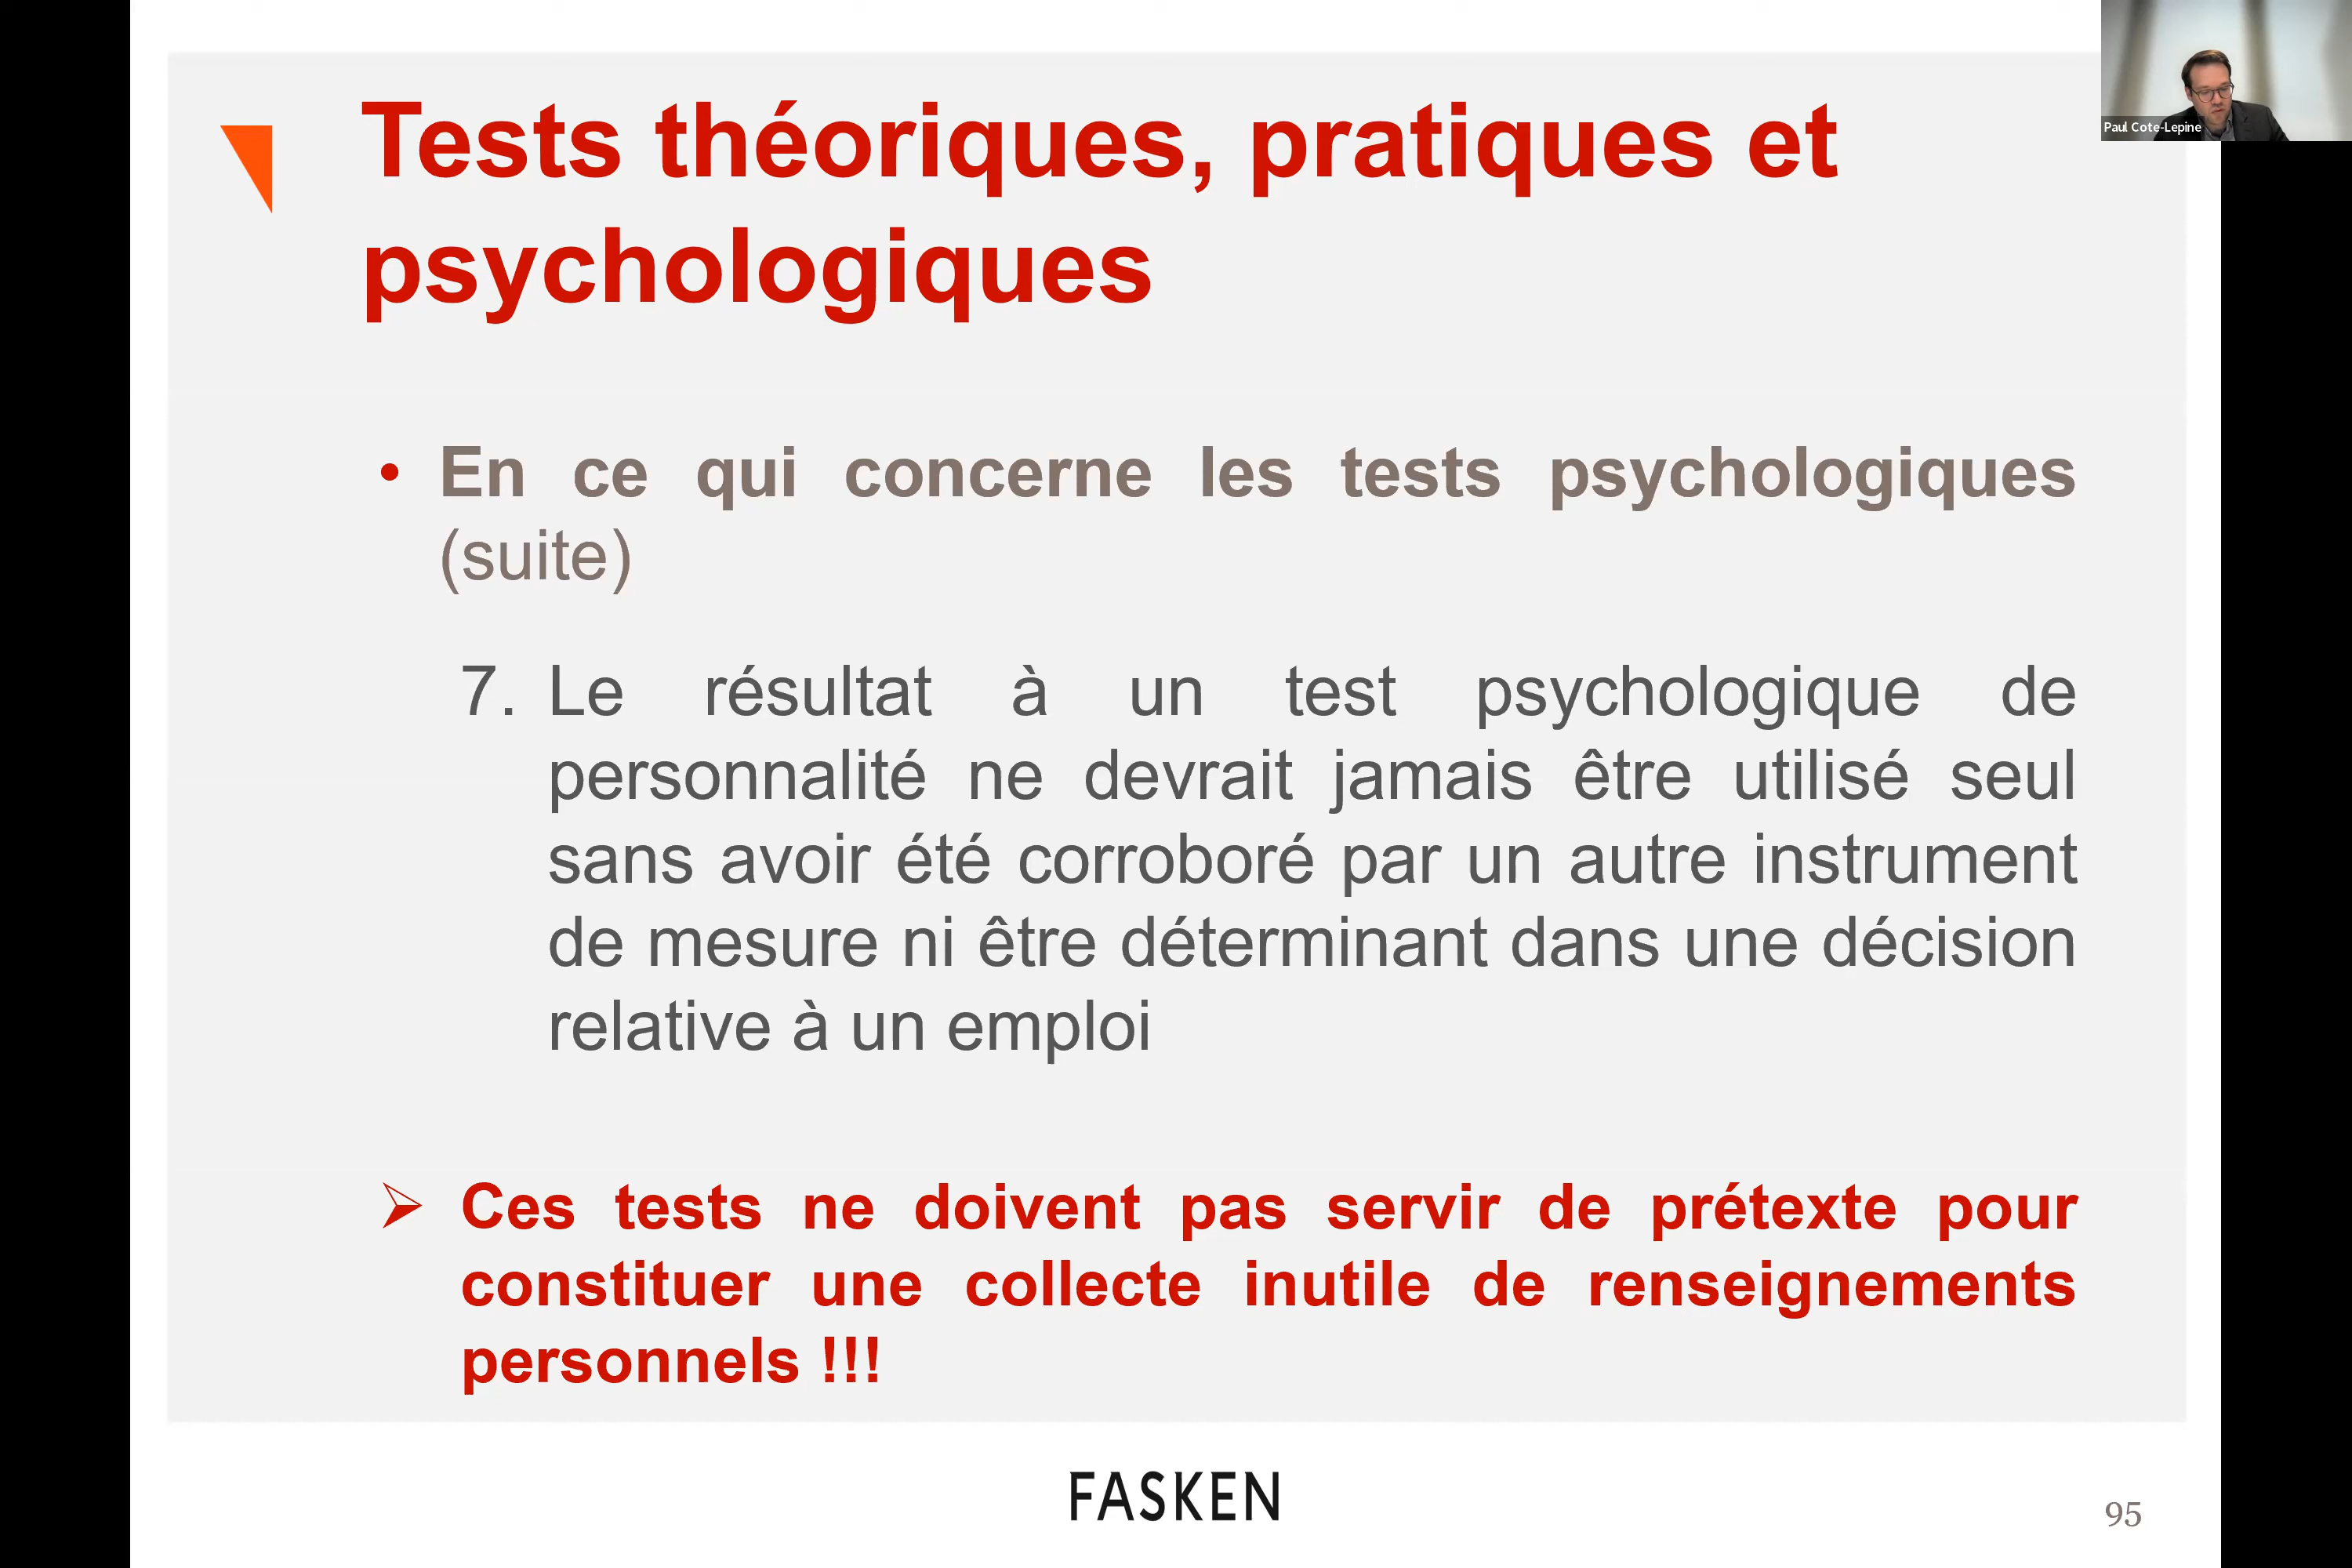 Paul Cote-Lepine
Tests théoriques, pratiques et
psychologiques
• En ce qui concerne les tests psychologiques
(suite)
7. Le résultat à un test psychologique de
personnalité ne devrait jamais être utilisé seul
sans avoir été corroboré par un autre instrument
de mesure ni être déterminant dans une décision
relative à un emploi
➢ Ces tests ne doivent pas servir de prétexte pour
constituer une collecte inutile de renseignements
personnels !!!
FASKEN
95